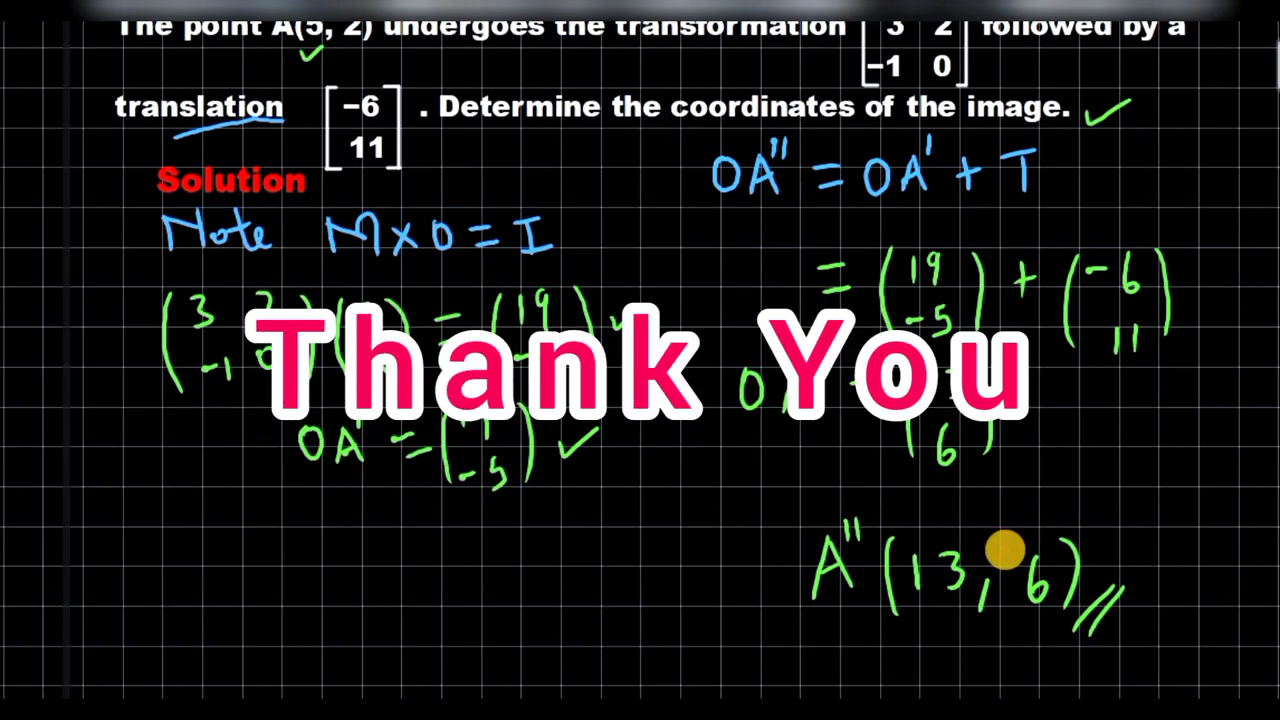 The point A(5, 2) undergoes the transformation [3 2 -1 0] followed by a
translation [-6 11] . Determine the coordinates of the image.
Solution
Note M × O = I
(3 -1 = (19
OA' = ( -5)
OA'' = OA' + T
= (19 -5) + (-6 11)
O 6)
A'' (13, 6)
Thank You